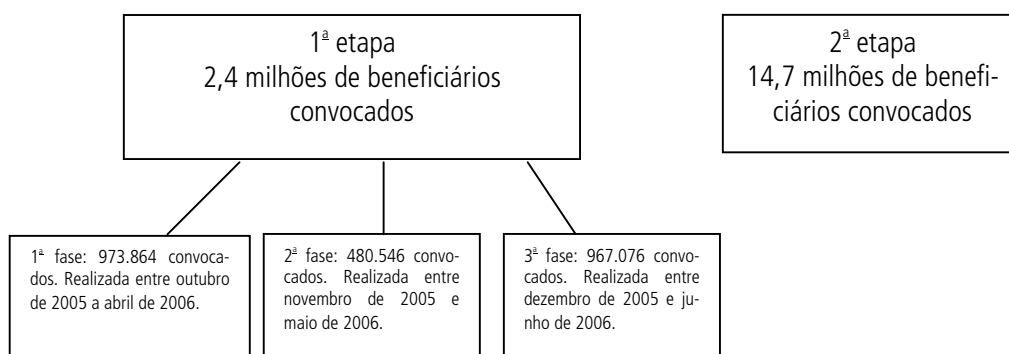 1ª etapa
2,4 milhões de beneficiários
convocados
2ª etapa
14,7 milhões de benefi-
ciários convocados
1ª fase: 973.864 convoca-
dos. Realizada entre outubro
de 2005 a abril de 2006.
2ª fase: 480.546 convo-
cados. Realizada entre
novembro de 2005 e
maio de 2006.
3ª fase: 967.076 convo-
cados. Realizada entre
dezembro de 2005 e ju-
nho de 2006.